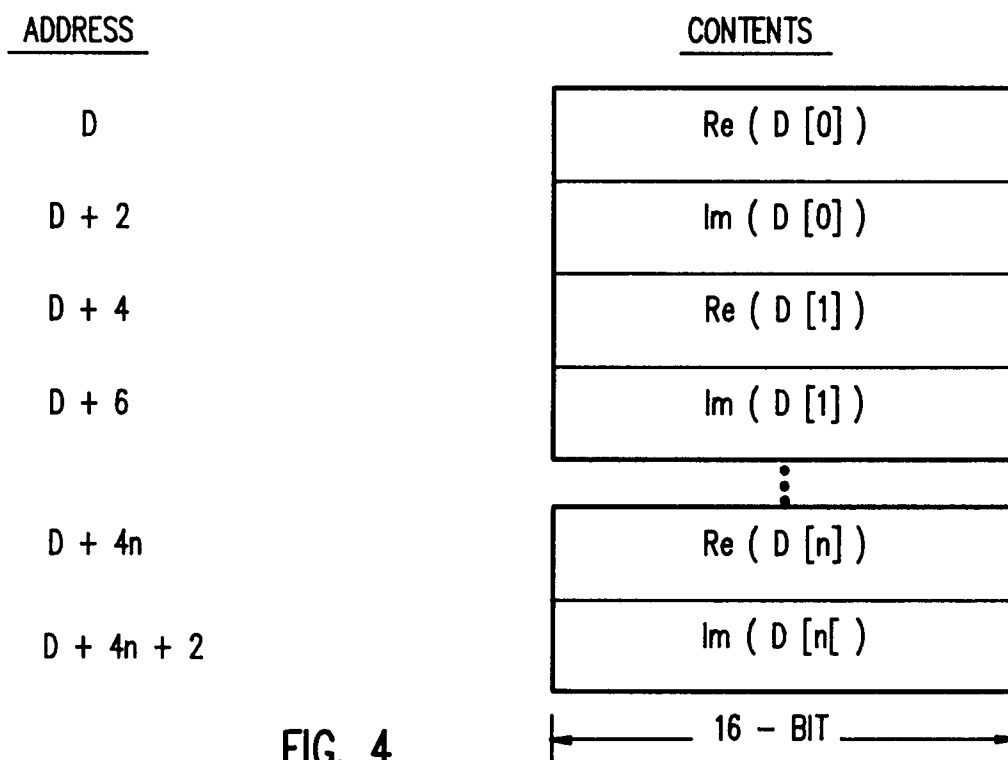 ADDRESS CONTENTS
D Re ( D [0] )
D + 2 Im ( D [0] )
D + 4 Re ( D [1] )
D + 6 Im ( D [1] )
D + 4n Re ( D [n] )
D + 4n + 2 Im ( D [n[ )
16 - BIT
FIG. 4